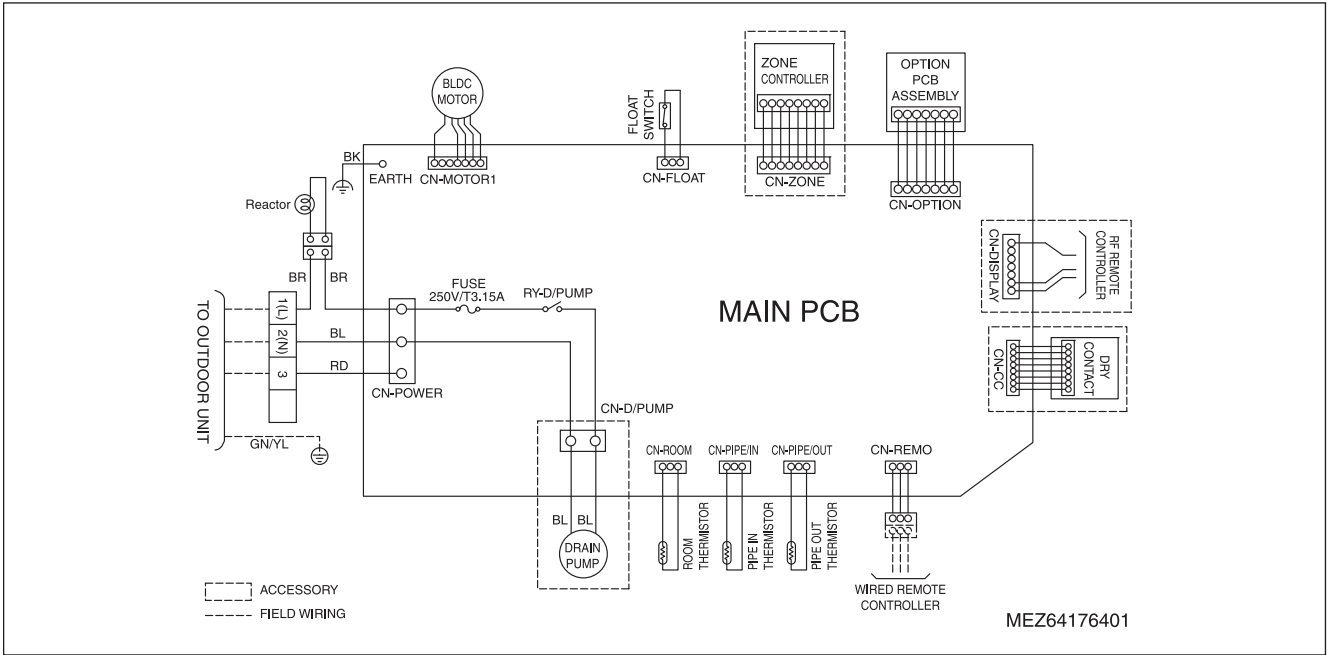 BLDC
MOTOR
FLOAT
SWITCH
ZONE
CONTROLLER
OPTION
PCB
ASSEMBLY
BK
EARTH
CN-MOTOR1
CN-FLOAT
CN-ZONE
CN-OPTION
Reactor
CN-DISPLAY
RF REMOTE
CONTROLLER
BR
BR
FUSE
250V/T3.15A
RY-D/PUMP
MAIN PCB
TO OUTDOOR UNIT
1(L)
2(N)
3
BL
RD
CN-POWER
CN-CC
DRY
CONTACT
GN/YL
CN-D/PUMP
CN-ROOM
CN-PIPE/IN
CN-PIPE/OUT
CN-REMO
BL
BL
DRAIN
PUMP
ROOM
THERMISTOR
PIPE IN
THERMISTOR
PIPE OUT
THERMISTOR
WIRED REMOTE
CONTROLLER
ACCESSORY
FIELD WIRING
MEZ64176401